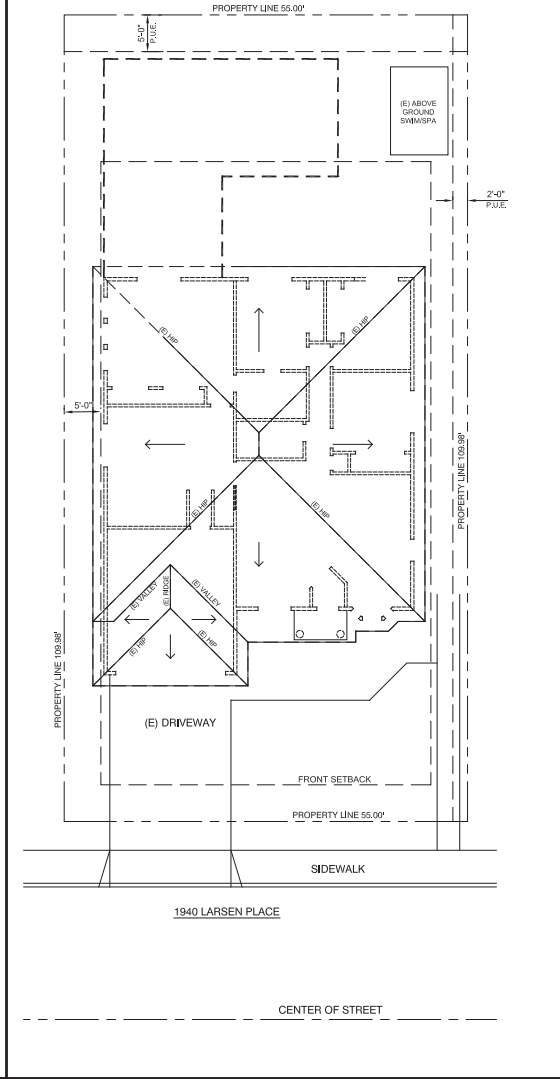 PROPERTY LINE 55.00'
5'-0"
P.U.E.
(E) ABOVE
GROUND
SWIM/SPA
2'-0"
P.U.E.
(E) HIP
(E) HIP
5'-0"
PROPERTY LINE 109.98'
(E) HIP
(E) HIP
(E) VALLEY
(E) RIDGE
(E) VALLEY
(E) HIP
(E) HIP
PROPERTY LINE 109.98'
(E) DRIVEWAY
FRONT SETBACK
PROPERTY LINE 55.00'
SIDEWALK
1940 LARSEN PLACE
CENTER OF STREET